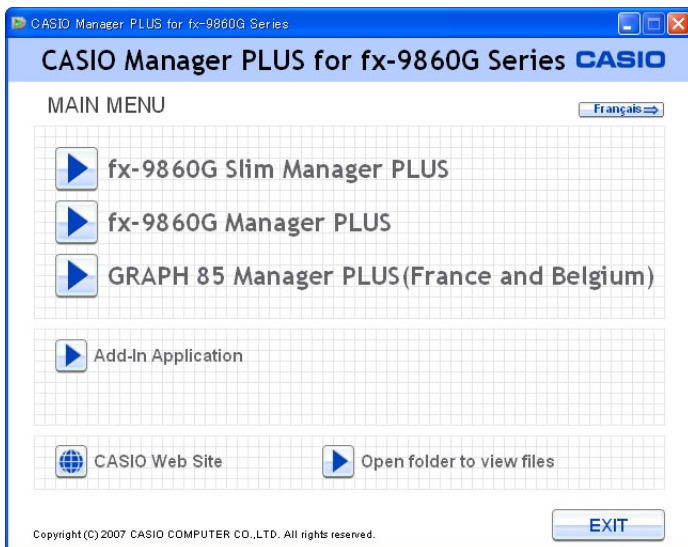 CASIO Manager PLUS for fx-9860G Series
CASIO Manager PLUS for fx-9860G Series CASIO
MAIN MENU
Français⇒
fx-9860G Slim Manager PLUS
fx-9860G Manager PLUS
GRAPH 85 Manager PLUS(France and Belgium)
Add-In Application
CASIO Web Site
Open folder to view files
Copyright (C) 2007 CASIO COMPUTER CO.,LTD. All rights reserved.
EXIT